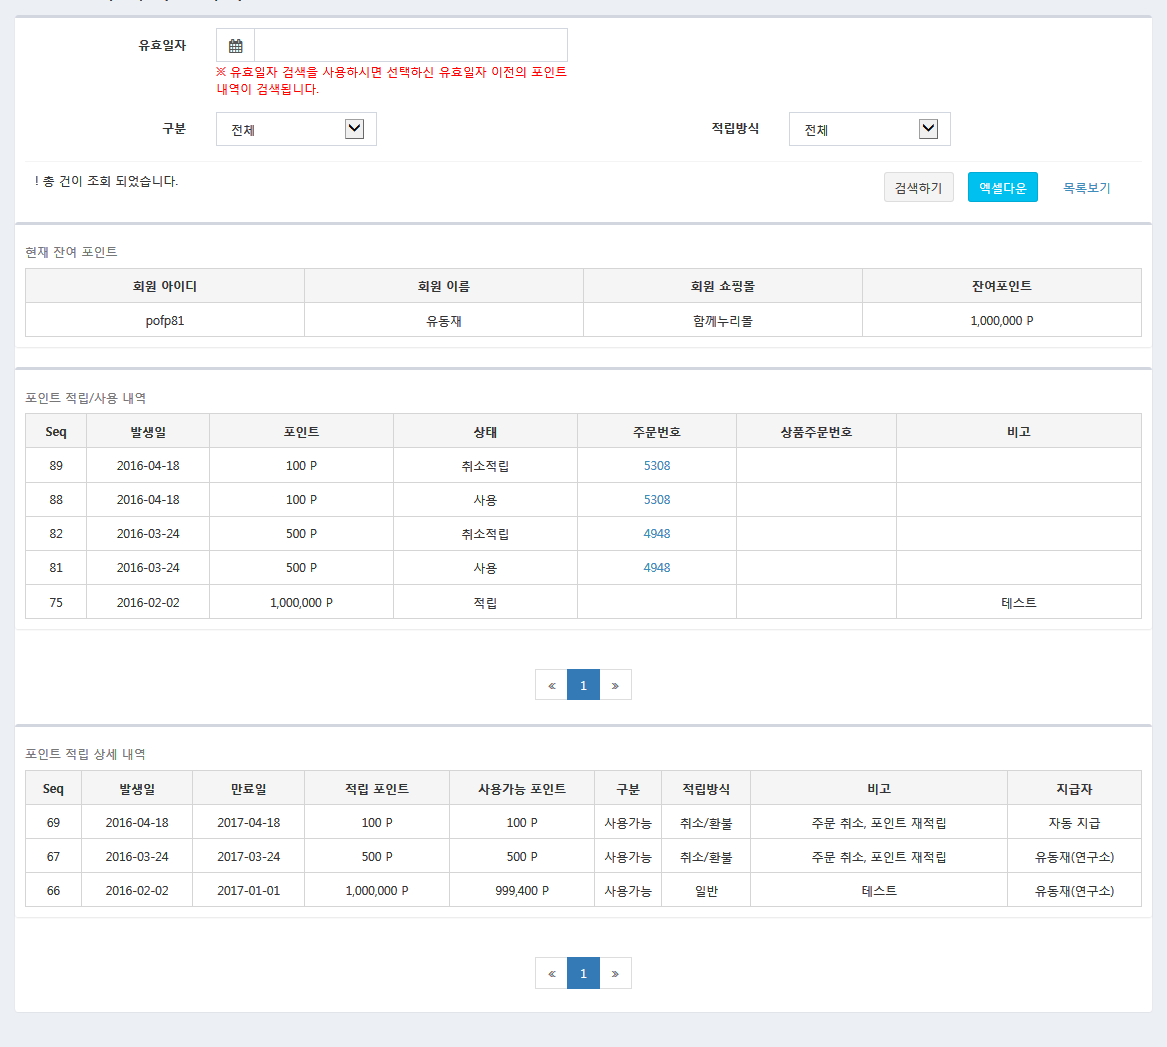 유효일자
※ 유효일자 검색을 사용하시면 선택하신 유효일자 이전의 포인트
내역이 검색됩니다.
구분 전체 적립방식 전체
! 총 건이 조회 되었습니다. 검색하기 엑셀다운 목록보기
현재 잔여 포인트
회원 아이디 회원 이름 회원 쇼핑몰 잔여포인트
pofp81 유동재 함께누리몰 1,000,000 P
포인트 적립/사용 내역
Seq 발생일 포인트 상태 주문번호 상품주문번호 비고
89 2016-04-18 100 P 취소적립 5308
88 2016-04-18 100 P 사용 5308
82 2016-03-24 500 P 취소적립 4948
81 2016-03-24 500 P 사용 4948
75 2016-02-02 1,000,000 P 적립 테스트
« 1 »
포인트 적립 상세 내역
Seq 발생일 만료일 적립 포인트 사용가능 포인트 구분 적립방식 비고 지급자
69 2016-04-18 2017-04-18 100 P 100 P 사용가능 취소/환불 주문 취소, 포인트 재적립 자동 지급
67 2016-03-24 2017-03-24 500 P 500 P 사용가능 취소/환불 주문 취소, 포인트 재적립 유동재(연구소)
66 2016-02-02 2017-01-01 1,000,000 P 999,400 P 사용가능 일반 테스트 유동재(연구소)
« 1 »